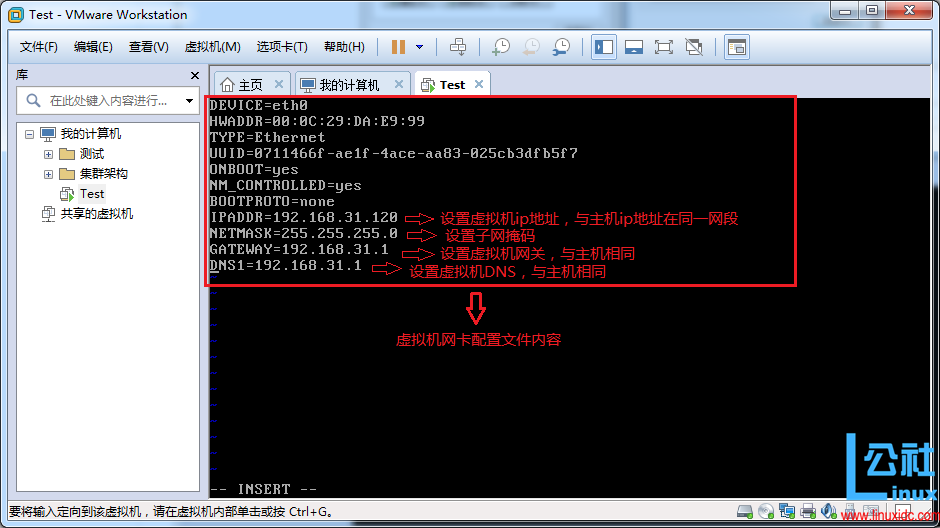 Test - VMware Workstation
文件(F) 编辑(E) 查看(V) 虚拟机(M) 选项卡(T) 帮助(H)
库
在此处键入内容进行...
我的计算机
测试
集群架构
Test
共享的虚拟机
主页 我的计算机 Test
DEVICE=eth0
HWADDR=00:0C:29:DA:E9:99
TYPE=Ethernet
UUID=0711466f-ae1f-4ace-aa83-025cb3dfb5f7
ONBOOT=yes
NM_CONTROLLED=yes
BOOTPROTO=none
IPADDR=192.168.31.120 设置虚拟机ip地址，与主机ip地址在同一网段
NETMASK=255.255.255.0 设置子网掩码
GATEWAY=192.168.31.1 设置虚拟机网关，与主机相同
DNS1=192.168.31.1 设置虚拟机DNS，与主机相同
虚拟机网卡配置文件内容
-- INSERT --
公社
Linux
www.linuxidc.com
要将输入定向到该虚拟机，请在虚拟机内部单击或按 Ctrl+G。